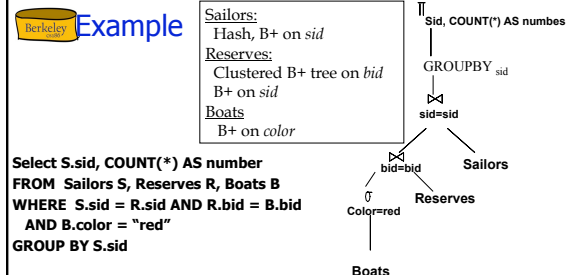 Berkeley
cs186
Example
Sailors:
Hash, B+ on sid
Reserves:
Clustered B+ tree on bid
B+ on sid
Boats
B+ on color
Select S.sid, COUNT(*) AS number
FROM Sailors S, Reserves R, Boats B
WHERE S.sid = R.sid AND R.bid = B.bid
AND B.color = “red”
GROUP BY S.sid
π
Sid, COUNT(*) AS numbes
GROUPBY sid
⋈
sid=sid
⋈
bid=bid
Sailors
σ
Color=red
Reserves
Boats